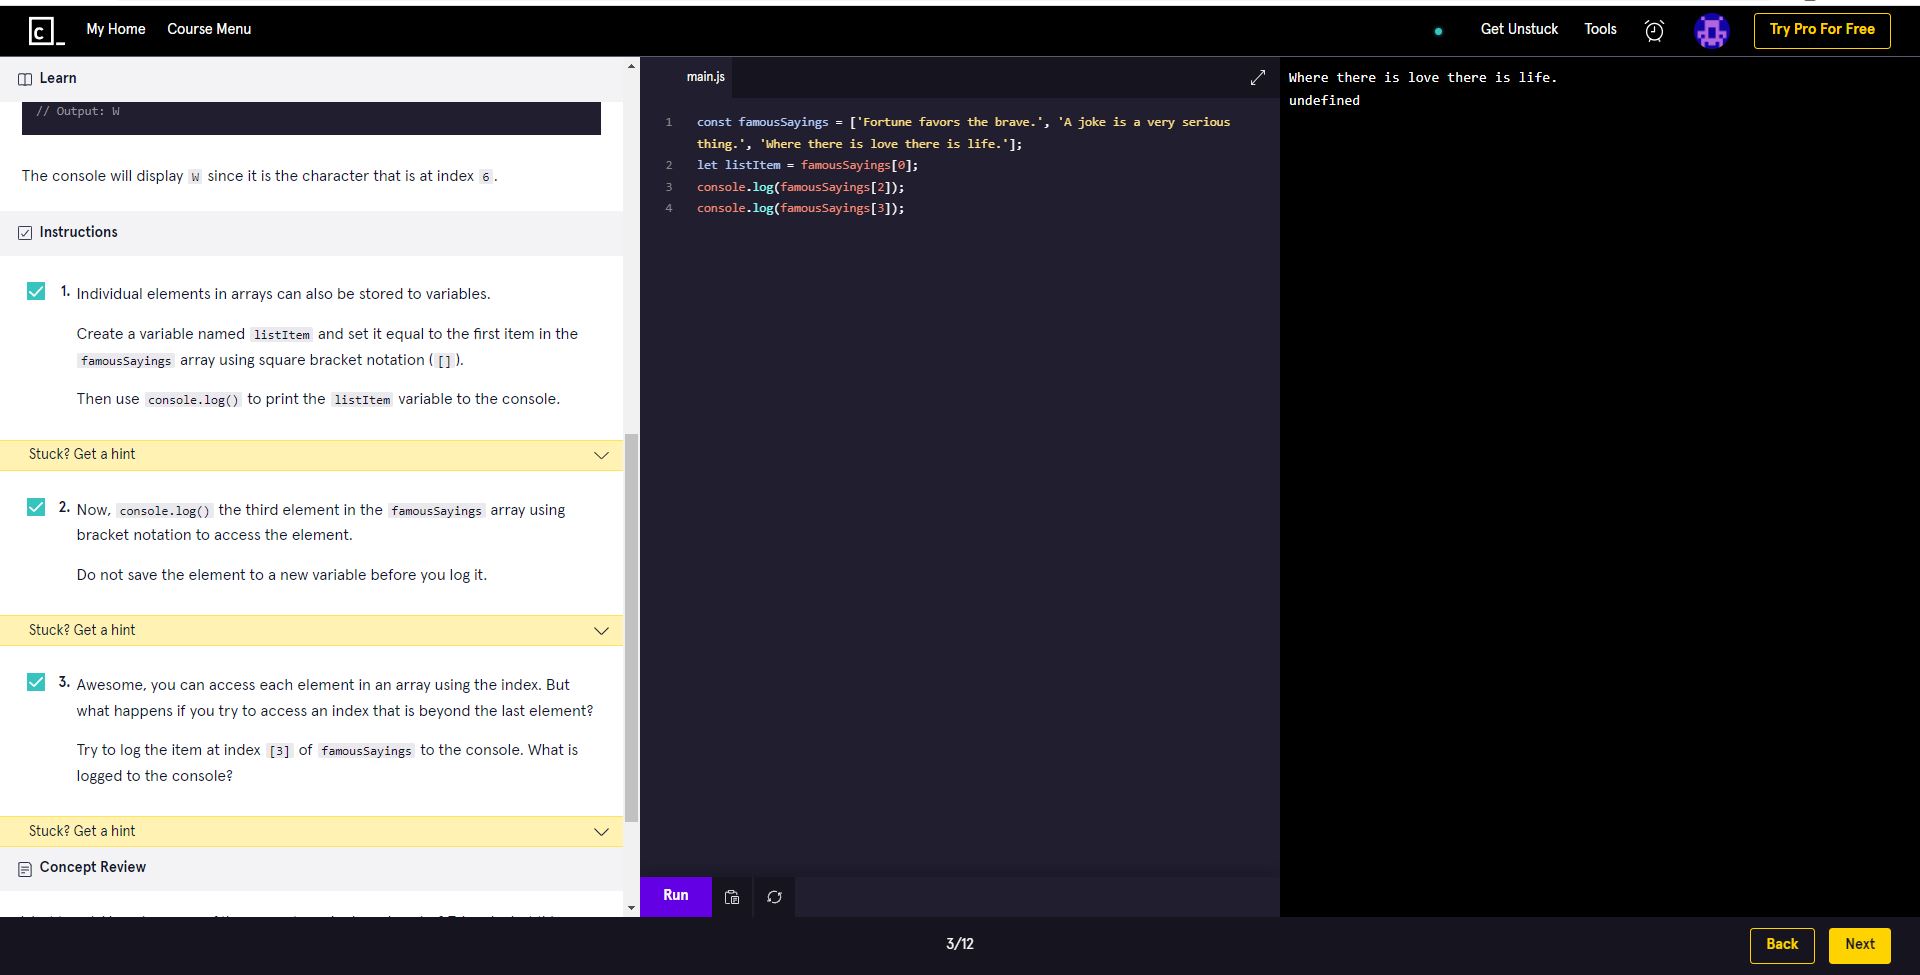 My Home Course Menu Get Unstuck Tools Try Pro For Free
Learn
// Output: W
The console will display W since it is the character that is at index 6.
Instructions
1. Individual elements in arrays can also be stored to variables.
Create a variable named listItem and set it equal to the first item in the
famousSayings array using square bracket notation ([]).
Then use console.log() to print the listItem variable to the console.
Stuck? Get a hint
2. Now, console.log() the third element in the famousSayings array using
bracket notation to access the element.
Do not save the element to a new variable before you log it.
Stuck? Get a hint
3. Awesome, you can access each element in an array using the index. But
what happens if you try to access an index that is beyond the last element?
Try to log the item at index [3] of famousSayings to the console. What is
logged to the console?
Stuck? Get a hint
Concept Review
main.js
1 const famousSayings = ['Fortune favors the brave.', 'A joke is a very serious
thing.', 'Where there is love there is life.'];
2 let listItem = famousSayings[0];
3 console.log(famousSayings[2]);
4 console.log(famousSayings[3]);
Run
Where there is love there is life.
undefined
3/12
Back Next